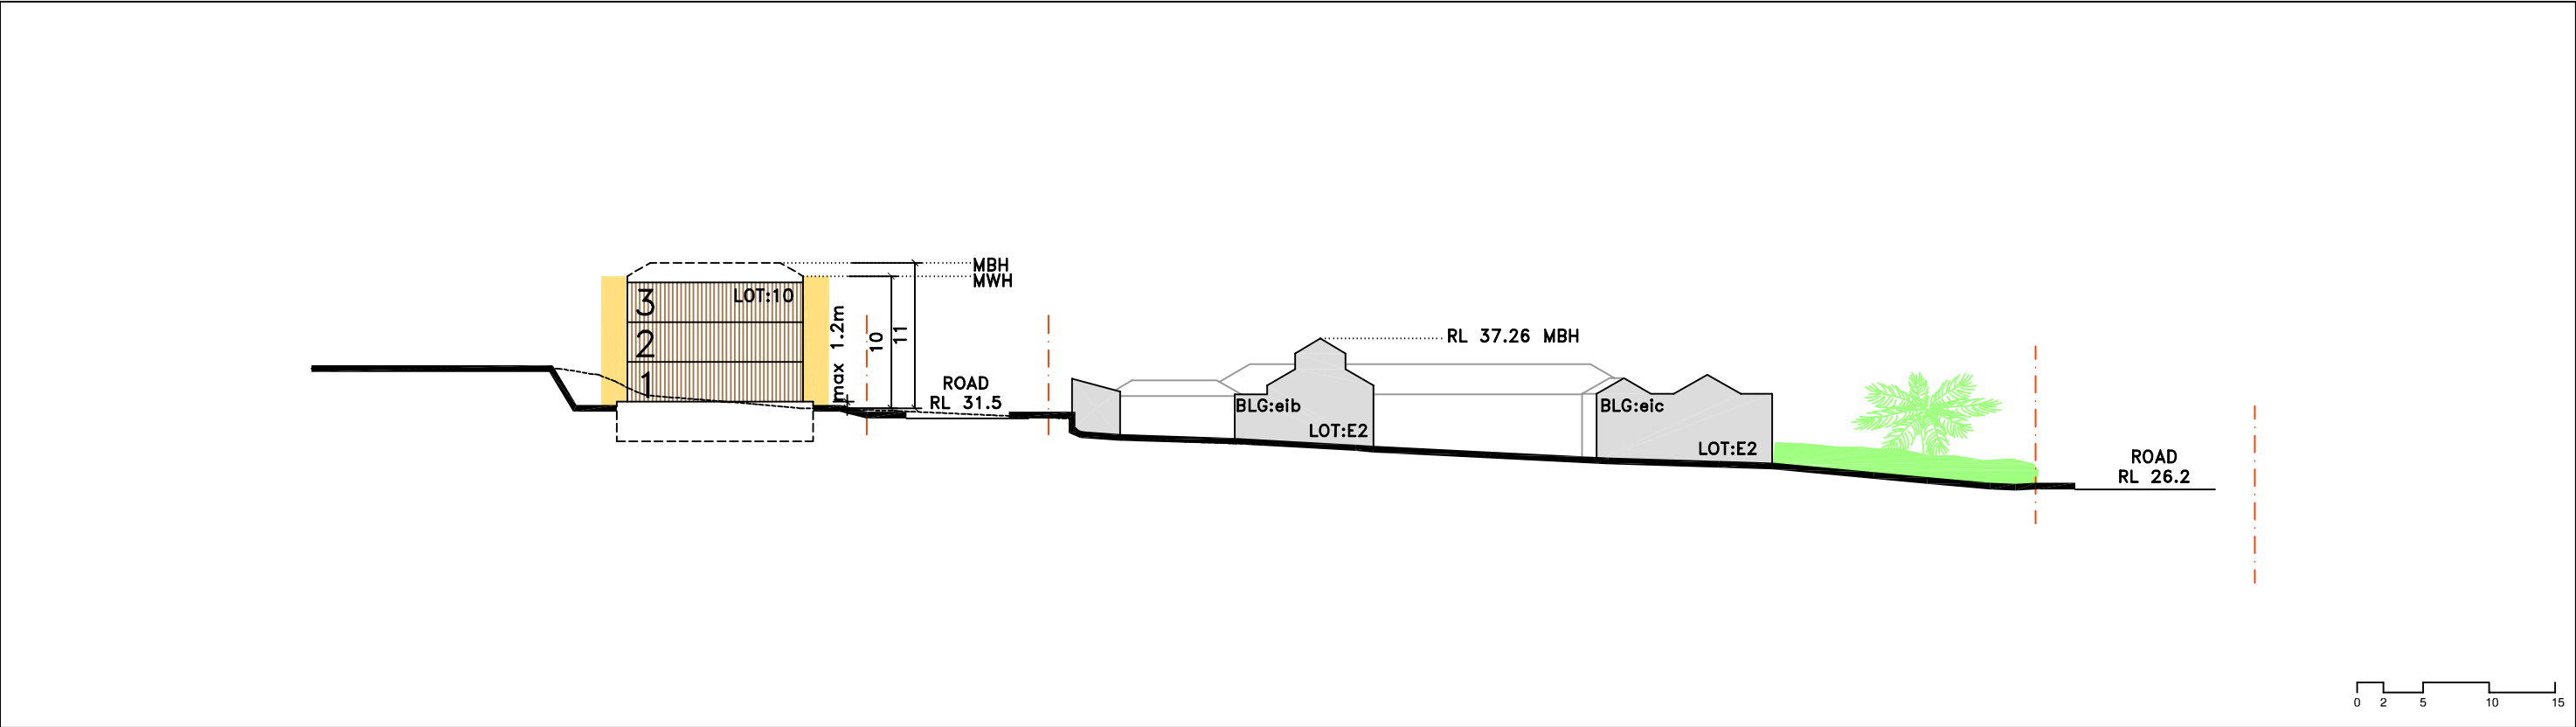 MBH
MWH
3
LOT:10
2
1
max 1.2m
10
11
ROAD
RL 31.5
RL 37.26 MBH
BLG:eib
LOT:E2
BLG:eic
LOT:E2
ROAD
RL 26.2
0 2 5 10 15